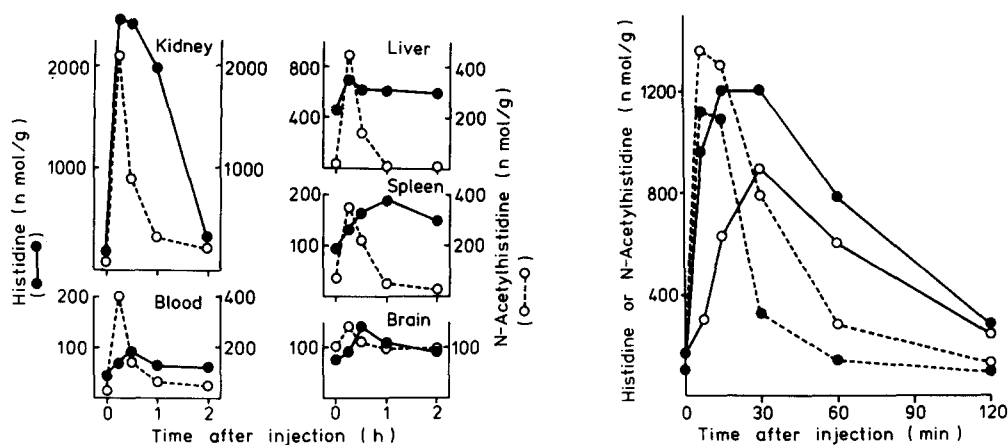 Kidney
2000
1000
0
2000
1000
0
Blood
200
100
400
200
0 1 2
Liver
800
400
400
200
Spleen
200
100
400
200
Brain
100
100
0 1 2
Histidine (n mol/g)
N-Acetylhistidine (n mol/g)
Time after injection (h)
Histidine or N-Acetylhistidine (n mol/g)
1200
800
400
0 30 60 90 120
Time after injection (min)